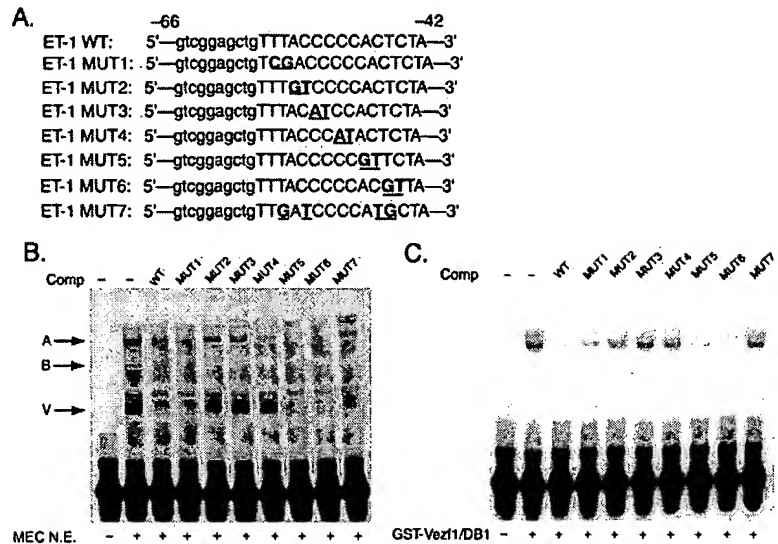 A.
–66 –42
ET-1 WT: 5'—gtcggagctgTTTACCCCCACTCTA—3'
ET-1 MUT1: 5'—gtcggagctgTCGACCCCCACTCTA—3'
ET-1 MUT2: 5'—gtcggagctgTTTGTCCCCACTCTA—3'
ET-1 MUT3: 5'—gtcggagctgTTTACATCCACTCTA—3'
ET-1 MUT4: 5'—gtcggagctgTTTACCCATACTCTA—3'
ET-1 MUT5: 5'—gtcggagctgTTTACCCCCGTTCTA—3'
ET-1 MUT6: 5'—gtcggagctgTTTACCCCCACGTTA—3'
ET-1 MUT7: 5'—gtcggagctgTTGATCCCCATGCTA—3'
B.
Comp – – WT MUT1 MUT2 MUT3 MUT4 MUT5 MUT6 MUT7
A
B
V
MEC N.E. – + + + + + + + + +
C.
Comp – – WT MUT1 MUT2 MUT3 MUT4 MUT5 MUT6 MUT7
GST-Vezf1/DB1 – + + + + + + + + +